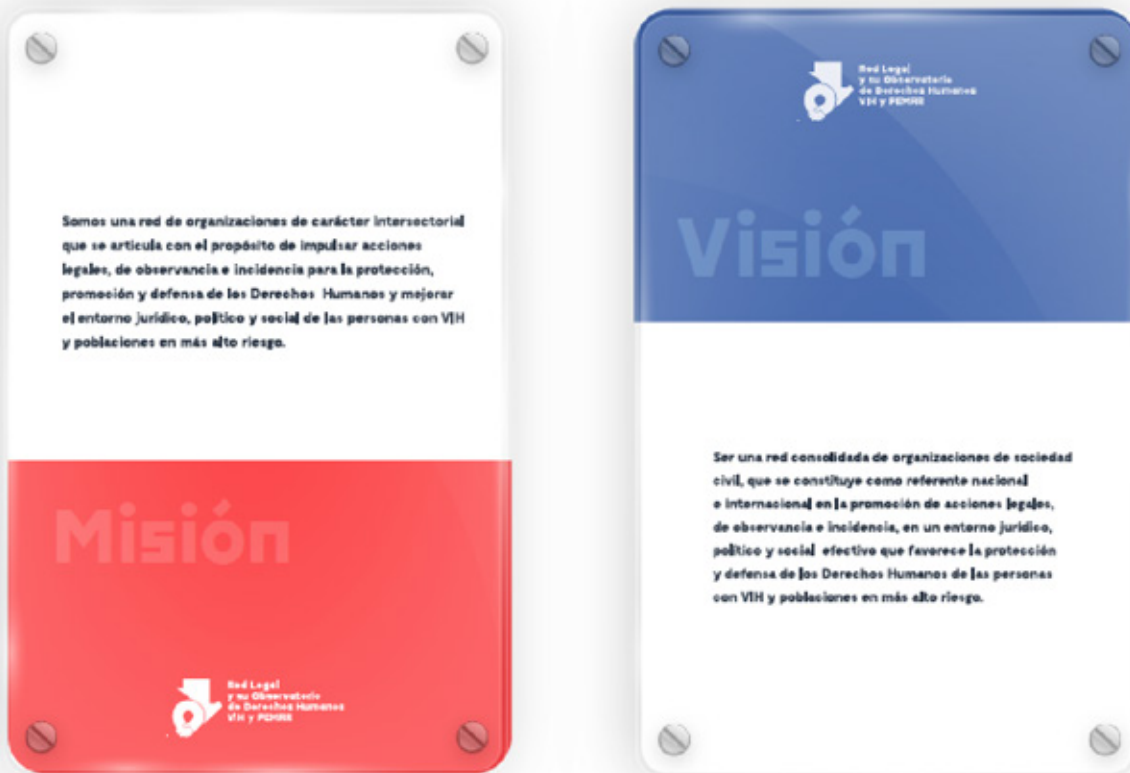 Somos una red de organizaciones de carácter intersectorial
que se articula con el propósito de impulsar acciones
legales, de observancia e incidencia para la protección,
promoción y defensa de los Derechos Humanos y mejorar
el entorno jurídico, político y social de las personas con VIH
y poblaciones en más alto riesgo.
Misión
Red Legal
y su Observatorio
de Derechos Humanos
VIH y PEMAR
Red Legal
y su Observatorio
de Derechos Humanos
VIH y PEMAR
Visión
Ser una red consolidada de organizaciones de sociedad
civil, que se constituye como referente nacional
e internacional en la promoción de acciones legales,
de observancia e incidencia, en un entorno jurídico,
político y social efectivo que favorece la protección
y defensa de los Derechos Humanos de las personas
con VIH y poblaciones en más alto riesgo.